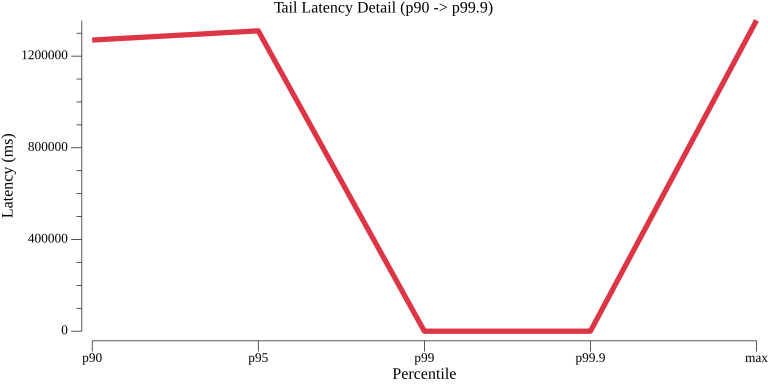 Tail Latency Detail (p90 -> p99.9)
1200000
800000
400000
0
Latency (ms)
p90 p95 p99 p99.9 max
Percentile